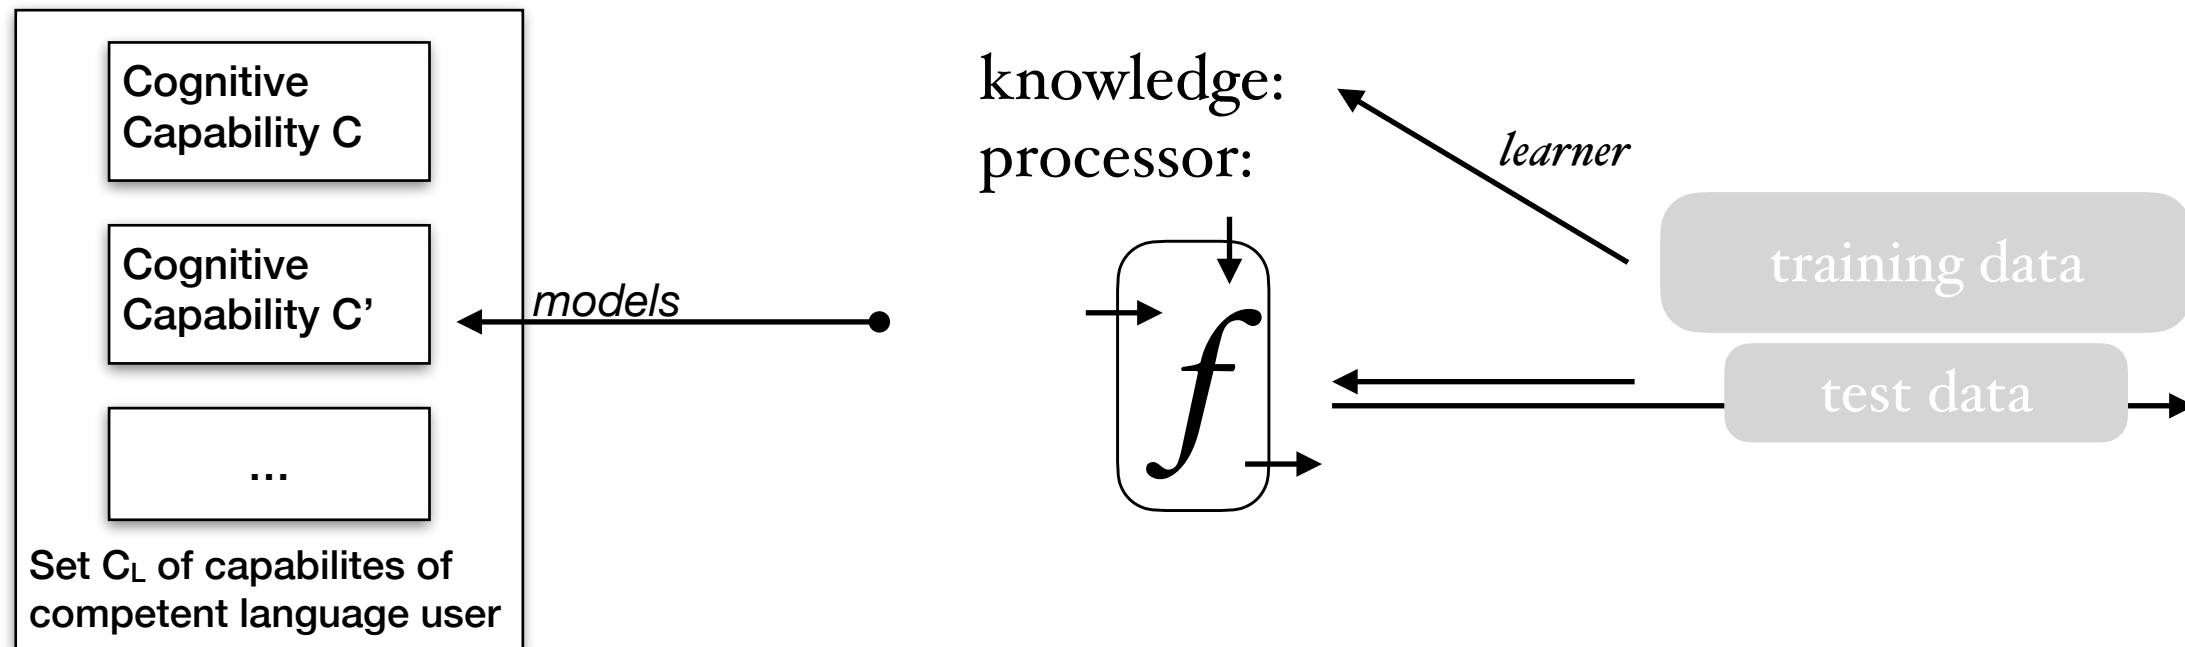 Cognitive
Capability C
Cognitive
Capability C’
...
Set CL of capabilites of
competent language user
models
knowledge:
processor:
f
learner
training data
test data